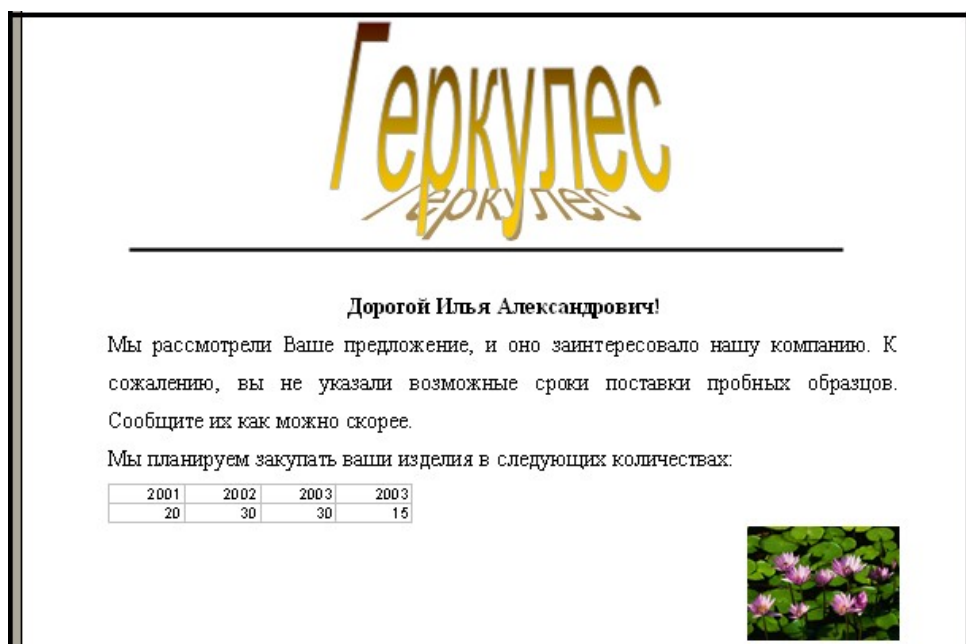 Геркулес
Геркулес
Дорогой Илья Александрович!
Мы рассмотрели Ваше предложение, и оно заинтересовало нашу компанию. К
сожалению, вы не указали возможные сроки поставки пробных образцов.
Сообщите их как можно скорее.
Мы планируем закупать ваши изделия в следующих количествах:
2001 2002 2003 2003
20 30 30 15